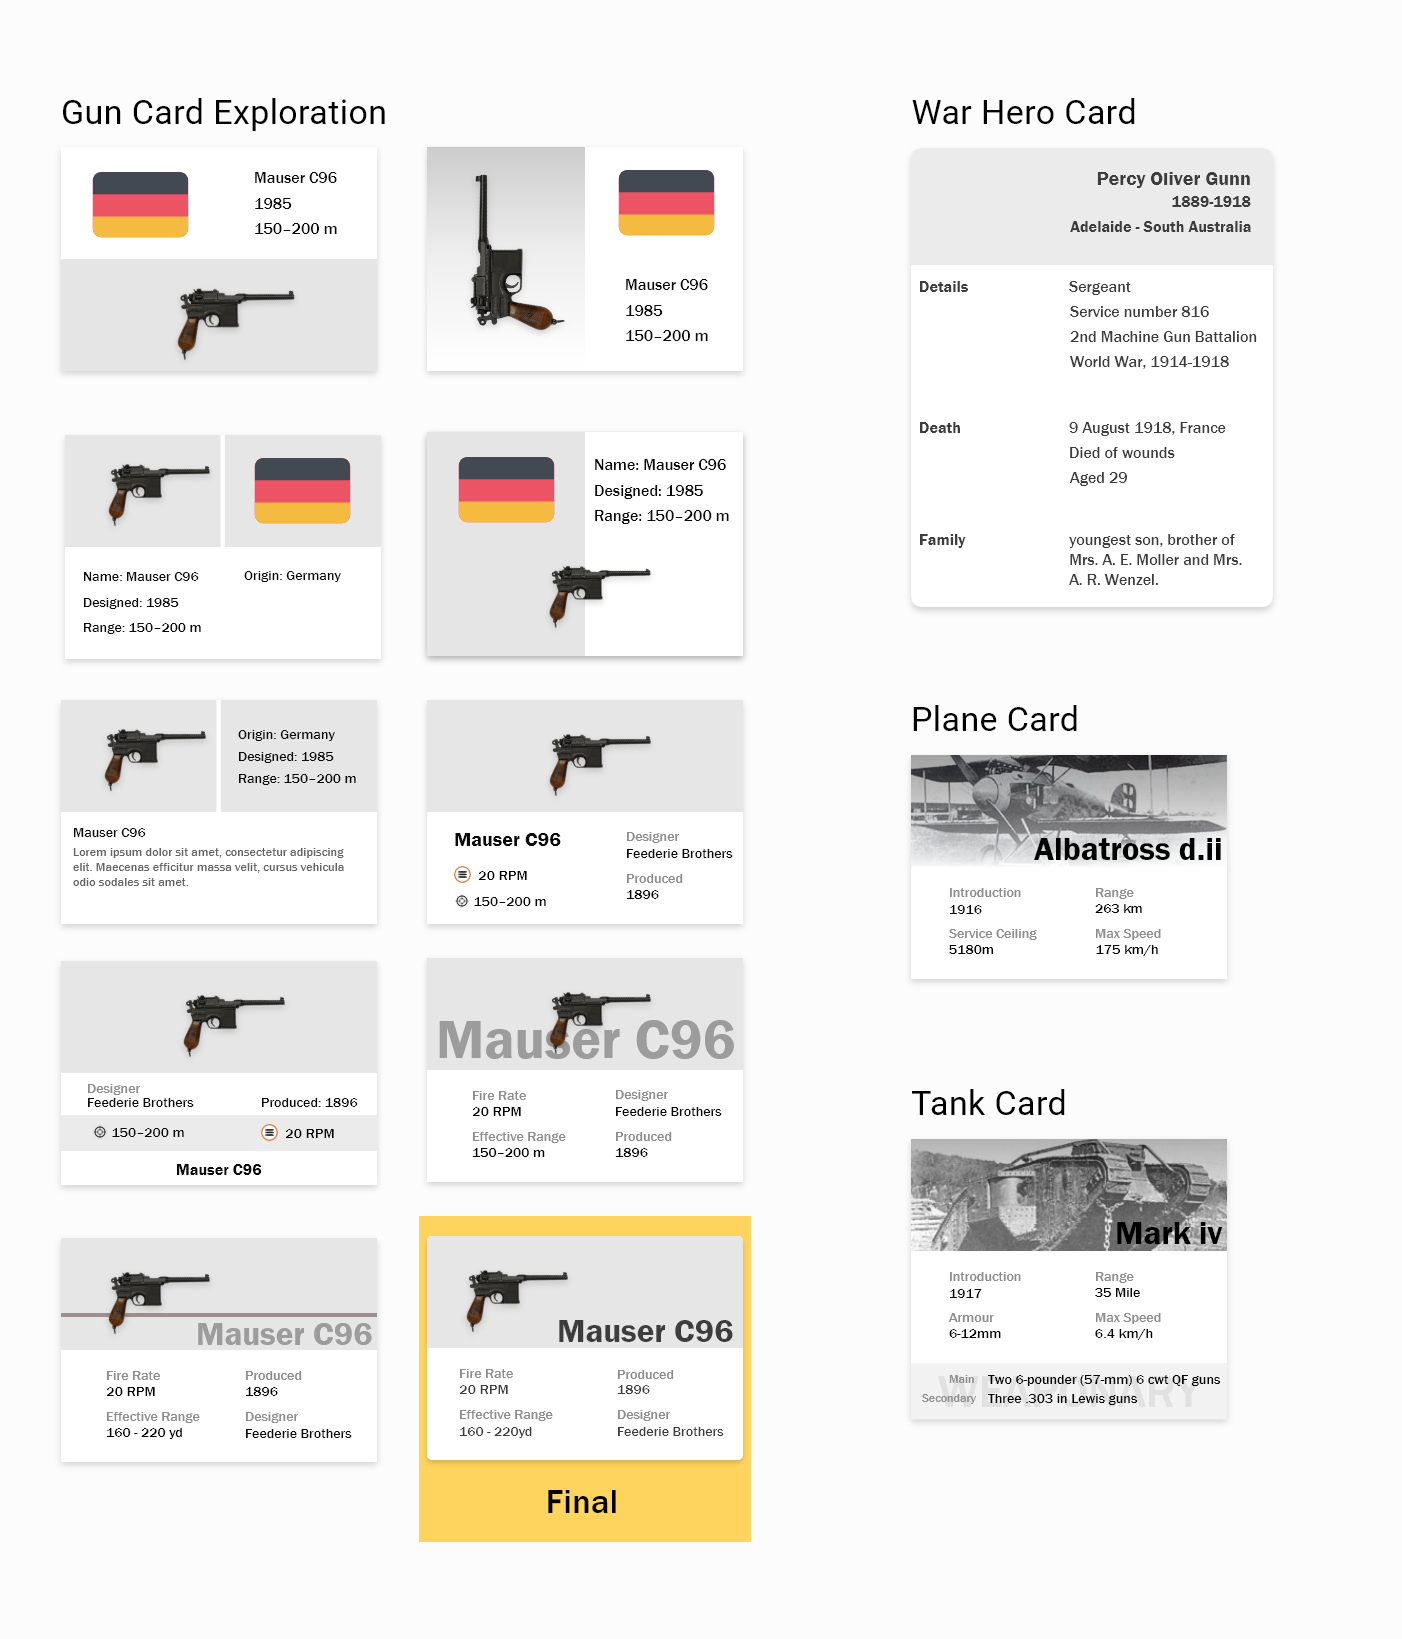 Gun Card Exploration
Mauser C96
1985
150–200 m
Mauser C96
1985
150–200 m
Name: Mauser C96
Designed: 1985
Range: 150–200 m
Origin: Germany
Name: Mauser C96
Designed: 1985
Range: 150–200 m
Origin: Germany
Designed: 1985
Range: 150–200 m
Mauser C96
Lorem ipsum dolor sit amet, consectetur adipiscing
elit. Maecenas efficitur massa velit, cursus vehicula
odio sodales sit amet.
Mauser C96
20 RPM
150–200 m
Designer
Feederie Brothers
Produced
1896
Designer
Feederie Brothers
Produced: 1896
150–200 m
20 RPM
Mauser C96
Mauser C96
Fire Rate
20 RPM
Effective Range
150–200 m
Designer
Feederie Brothers
Produced
1896
Mauser C96
Fire Rate
20 RPM
Effective Range
160 - 220 yd
Produced
1896
Designer
Feederie Brothers
Mauser C96
Fire Rate
20 RPM
Effective Range
160 - 220yd
Produced
1896
Designer
Feederie Brothers
Final
War Hero Card
Percy Oliver Gunn
1889-1918
Adelaide - South Australia
Details
Sergeant
Service number 816
2nd Machine Gun Battalion
World War, 1914-1918
Death
9 August 1918, France
Died of wounds
Aged 29
Family
youngest son, brother of
Mrs. A. E. Moller and Mrs.
A. R. Wenzel.
Plane Card
Albatross d.ii
Introduction
1916
Service Ceiling
5180m
Range
263 km
Max Speed
175 km/h
Tank Card
Mark iv
Introduction
1917
Armour
6-12mm
Range
35 Mile
Max Speed
6.4 km/h
WEAPONARY
Main Two 6-pounder (57-mm) 6 cwt QF guns
Secondary Three .303 in Lewis guns